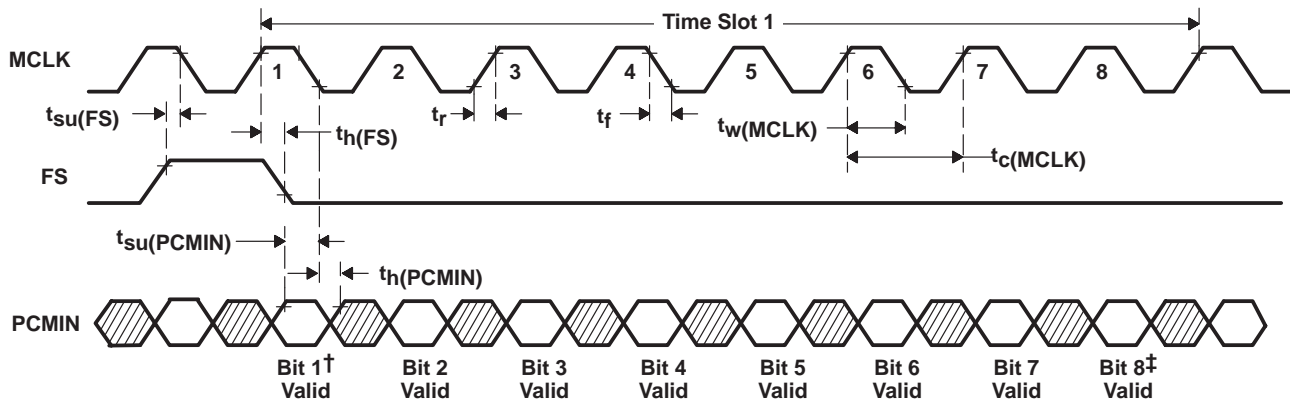 Time Slot 1
MCLK
1 2 3 4 5 6 7 8
tsu(FS)
th(FS)
tr
tf
tw(MCLK)
tc(MCLK)
FS
tsu(PCMIN)
th(PCMIN)
PCMIN
Bit 1† Bit 2 Bit 3 Bit 4 Bit 5 Bit 6 Bit 7 Bit 8‡
Valid Valid Valid Valid Valid Valid Valid Valid